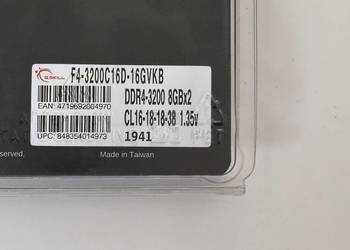 G.SKILL F4-3200C16D-16GVKB
DDR4-3200 8GBx2
EAN: 4719692004970
CL16-18-18-38 1.35v
1941
UPC: 848354014973
served. Made in Taiwan